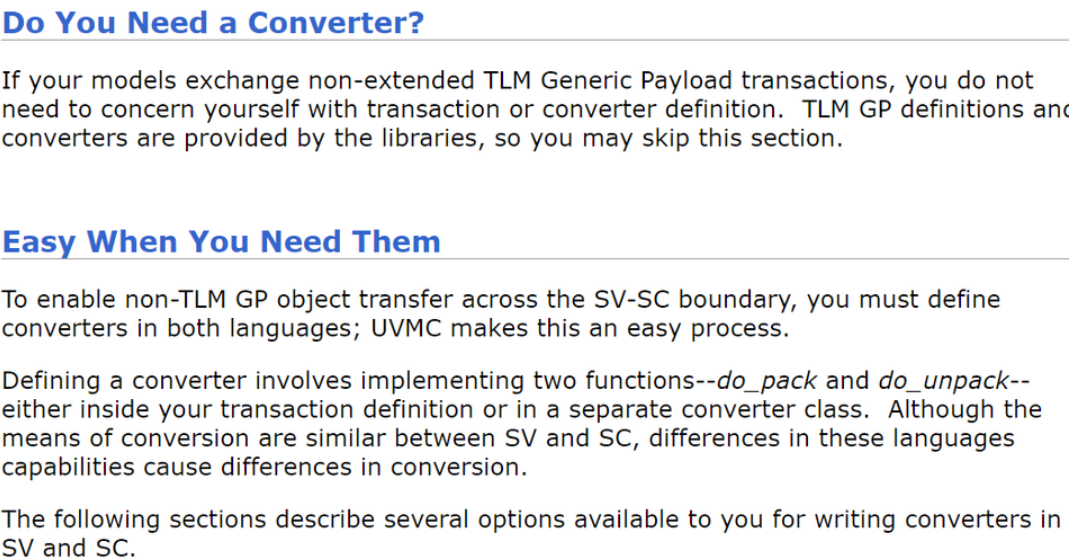 Do You Need a Converter?
If your models exchange non-extended TLM Generic Payload transactions, you do not
need to concern yourself with transaction or converter definition.  TLM GP definitions and
converters are provided by the libraries, so you may skip this section.
Easy When You Need Them
To enable non-TLM GP object transfer across the SV-SC boundary, you must define
converters in both languages; UVMC makes this an easy process.
Defining a converter involves implementing two functions--do_pack and do_unpack--
either inside your transaction definition or in a separate converter class.  Although the
means of conversion are similar between SV and SC, differences in these languages
capabilities cause differences in conversion.
The following sections describe several options available to you for writing converters in
SV and SC.